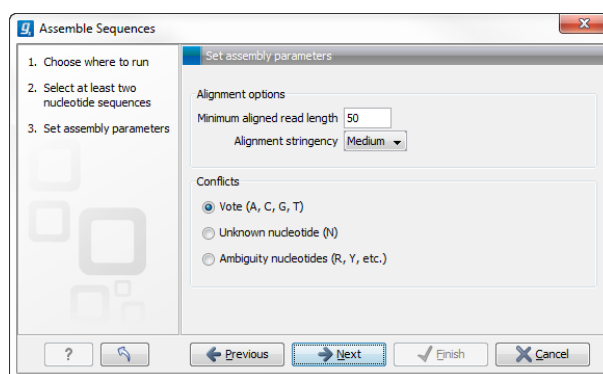 Assemble Sequences
1. Choose where to run
2. Select at least two
nucleotide sequences
3. Set assembly parameters
Set assembly parameters
Alignment options
Minimum aligned read length 50
Alignment stringency Medium
Conflicts
Vote (A, C, G, T)
Unknown nucleotide (N)
Ambiguity nucleotides (R, Y, etc.)
? Previous Next Finish Cancel